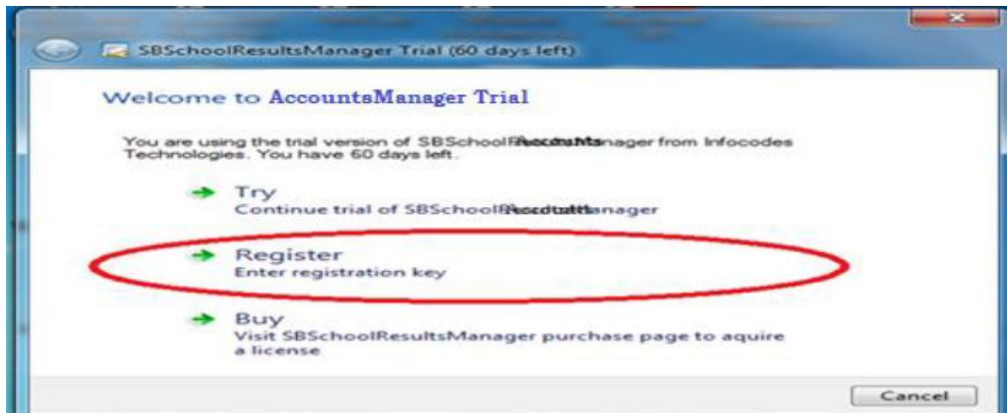 SBSchoolResultsManager Trial (60 days left)
Welcome to AccountsManager Trial
You are using the trial version of from Infocodes
Technologies. You have 60 days left.
Try
Continue trial of
Register
Enter registration key
Buy
Visit SBSchoolResultsManager purchase page to aquire
a license
Cancel